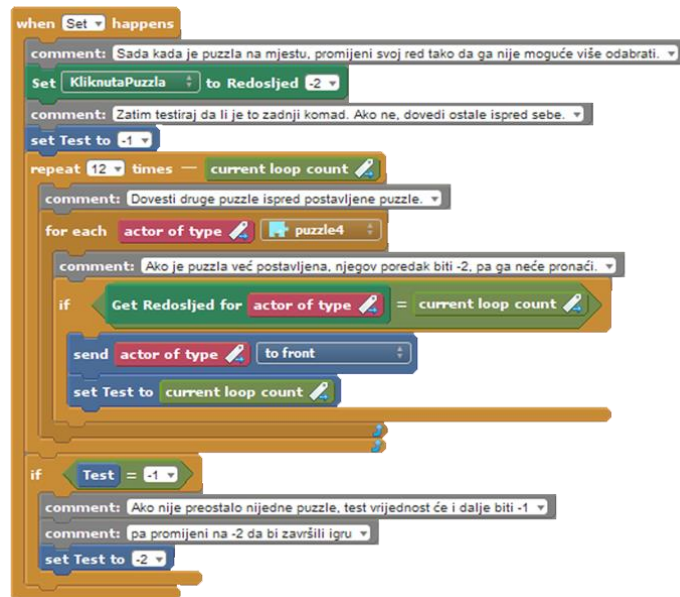 when Set happens
comment: Sada kada je puzzla na mjestu, promijeni svoj red tako da ga nije moguće više odabrati.
Set KliknutaPuzzla to Redosljed -2
comment: Zatim testiraj da li je to zadnji komad. Ako ne, dovedi ostale ispred sebe.
set Test to -1
repeat 12 times — current loop count
comment: Dovesti druge puzzle ispred postavljene puzzle.
for each actor of type puzzle4
comment: Ako je puzzla već postavljena, njegov poredak biti -2, pa ga neće pronaći.
if Get Redosljed for actor of type = current loop count
send actor of type to front
set Test to current loop count
if Test = -1
comment: Ako nije preostalo nijedne puzzle, test vrijednost će i dalje biti -1
comment: pa promijeni na -2 da bi završili igru
set Test to -2